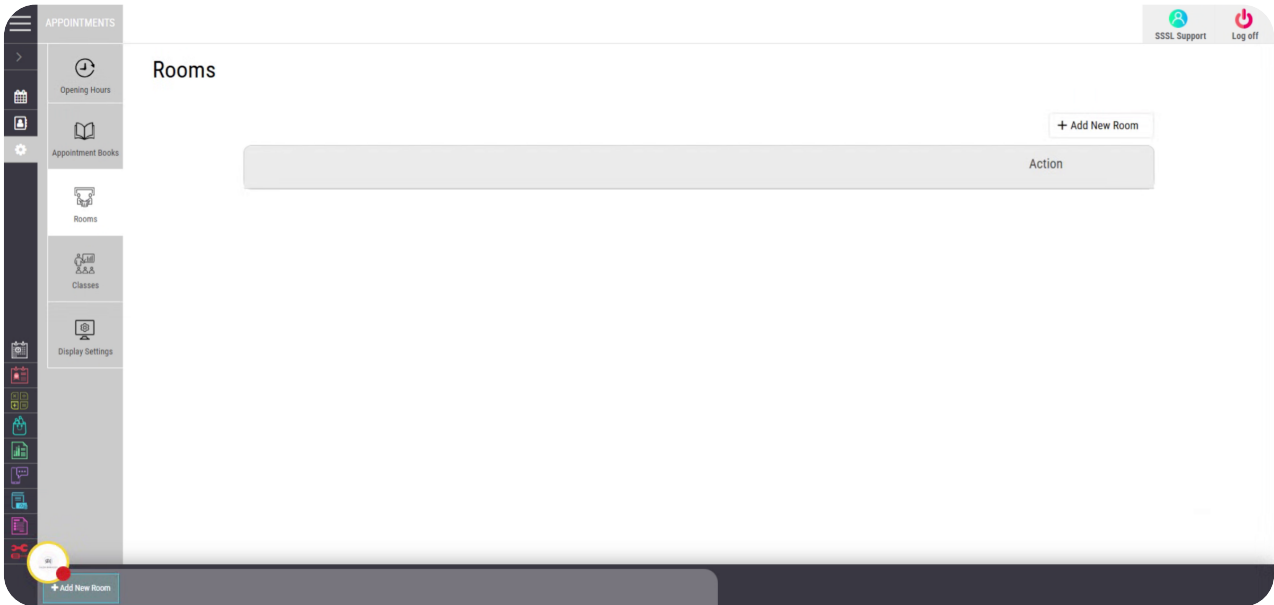 APPOINTMENTS
SSSL Support
Log off
Opening Hours
Rooms
+ Add New Room
Appointment Books
Action
Rooms
Classes
Display Settings
+ Add New Room